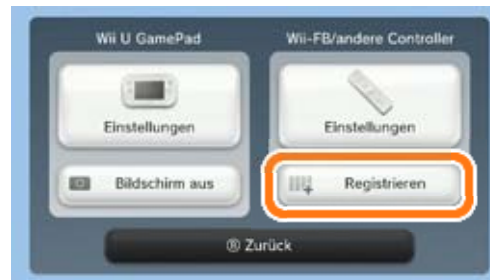 Wii U GamePad
Einstellungen
Bildschirm aus
Wii-FB/andere Controller
Einstellungen
Registrieren
Ⓑ Zurück